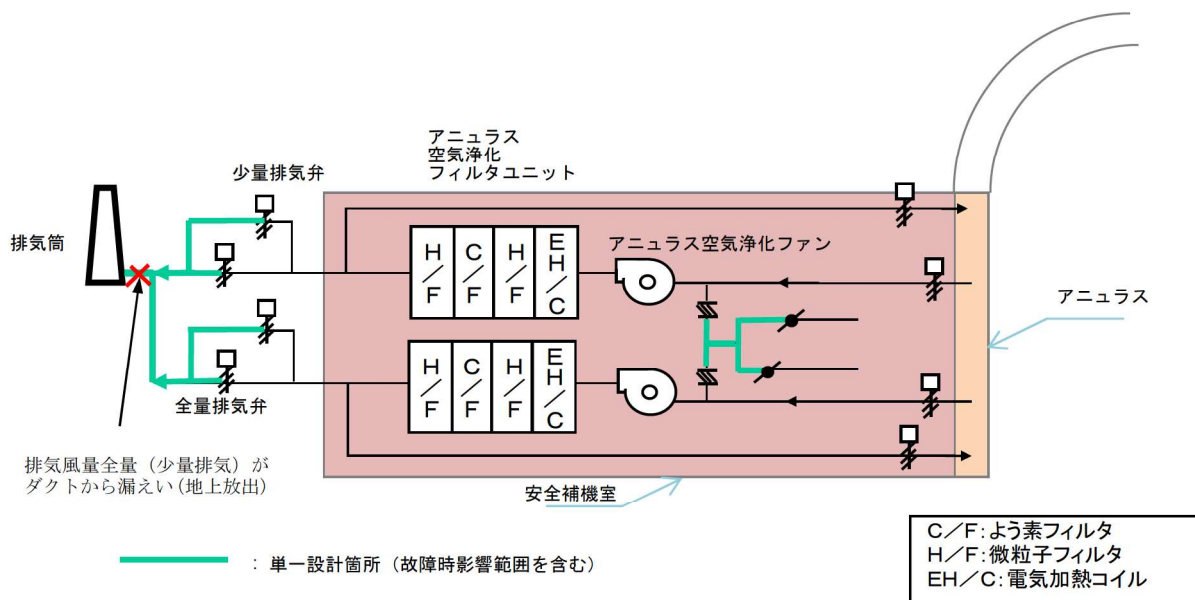 アニュラス
空気浄化
フィルタユニット
少量排気弁
排気筒
H/F
C/F
H/F
EH/C
アニュラス空気浄化ファン
アニュラス
H/F
C/F
H/F
EH/C
全量排気弁
排気風量全量（少量排気）が
ダクトから漏えい(地上放出)
安全補機室
：単一設計箇所（故障時影響範囲を含む）
C／F：よう素フィルタ
H／F：微粒子フィルタ
EH／C：電気加熱コイル